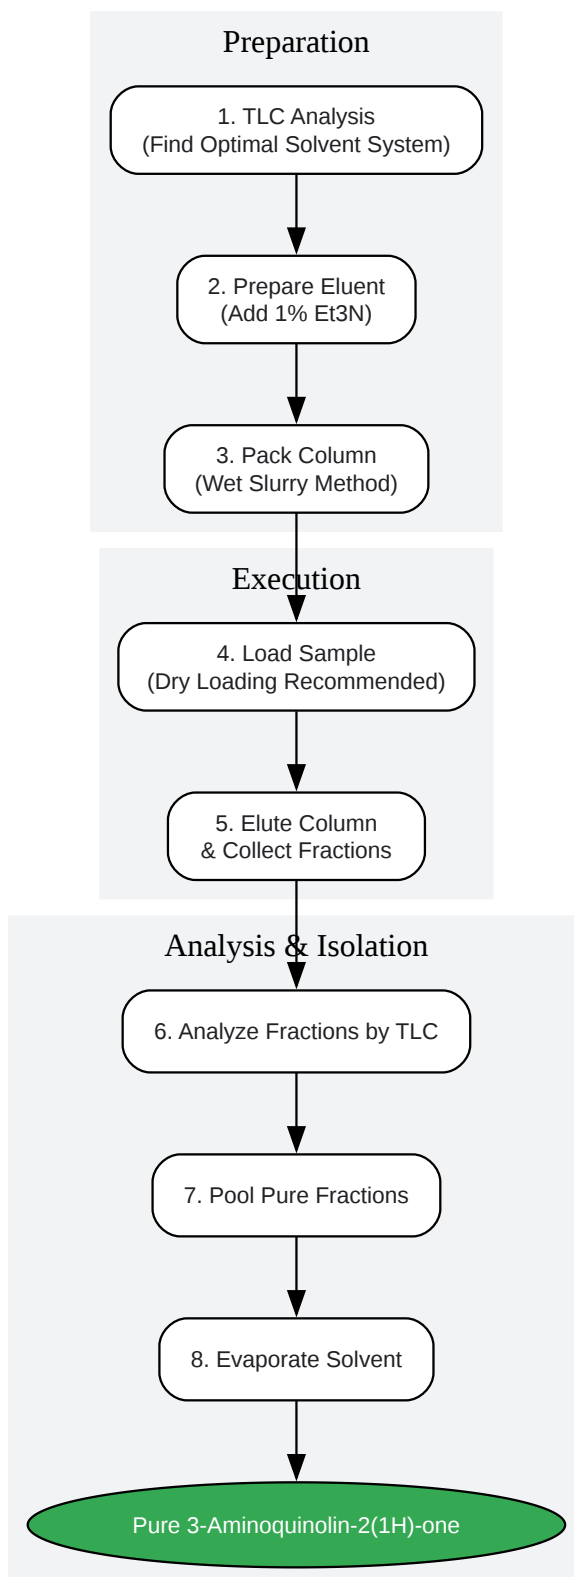 Preparation
1. TLC Analysis
(Find Optimal Solvent System)
2. Prepare Eluent
(Add 1% Et3N)
3. Pack Column
(Wet Slurry Method)
Execution
4. Load Sample
(Dry Loading Recommended)
5. Elute Column
& Collect Fractions
Analysis & Isolation
6. Analyze Fractions by TLC
7. Pool Pure Fractions
8. Evaporate Solvent
Pure 3-Aminoquinolin-2(1H)-one